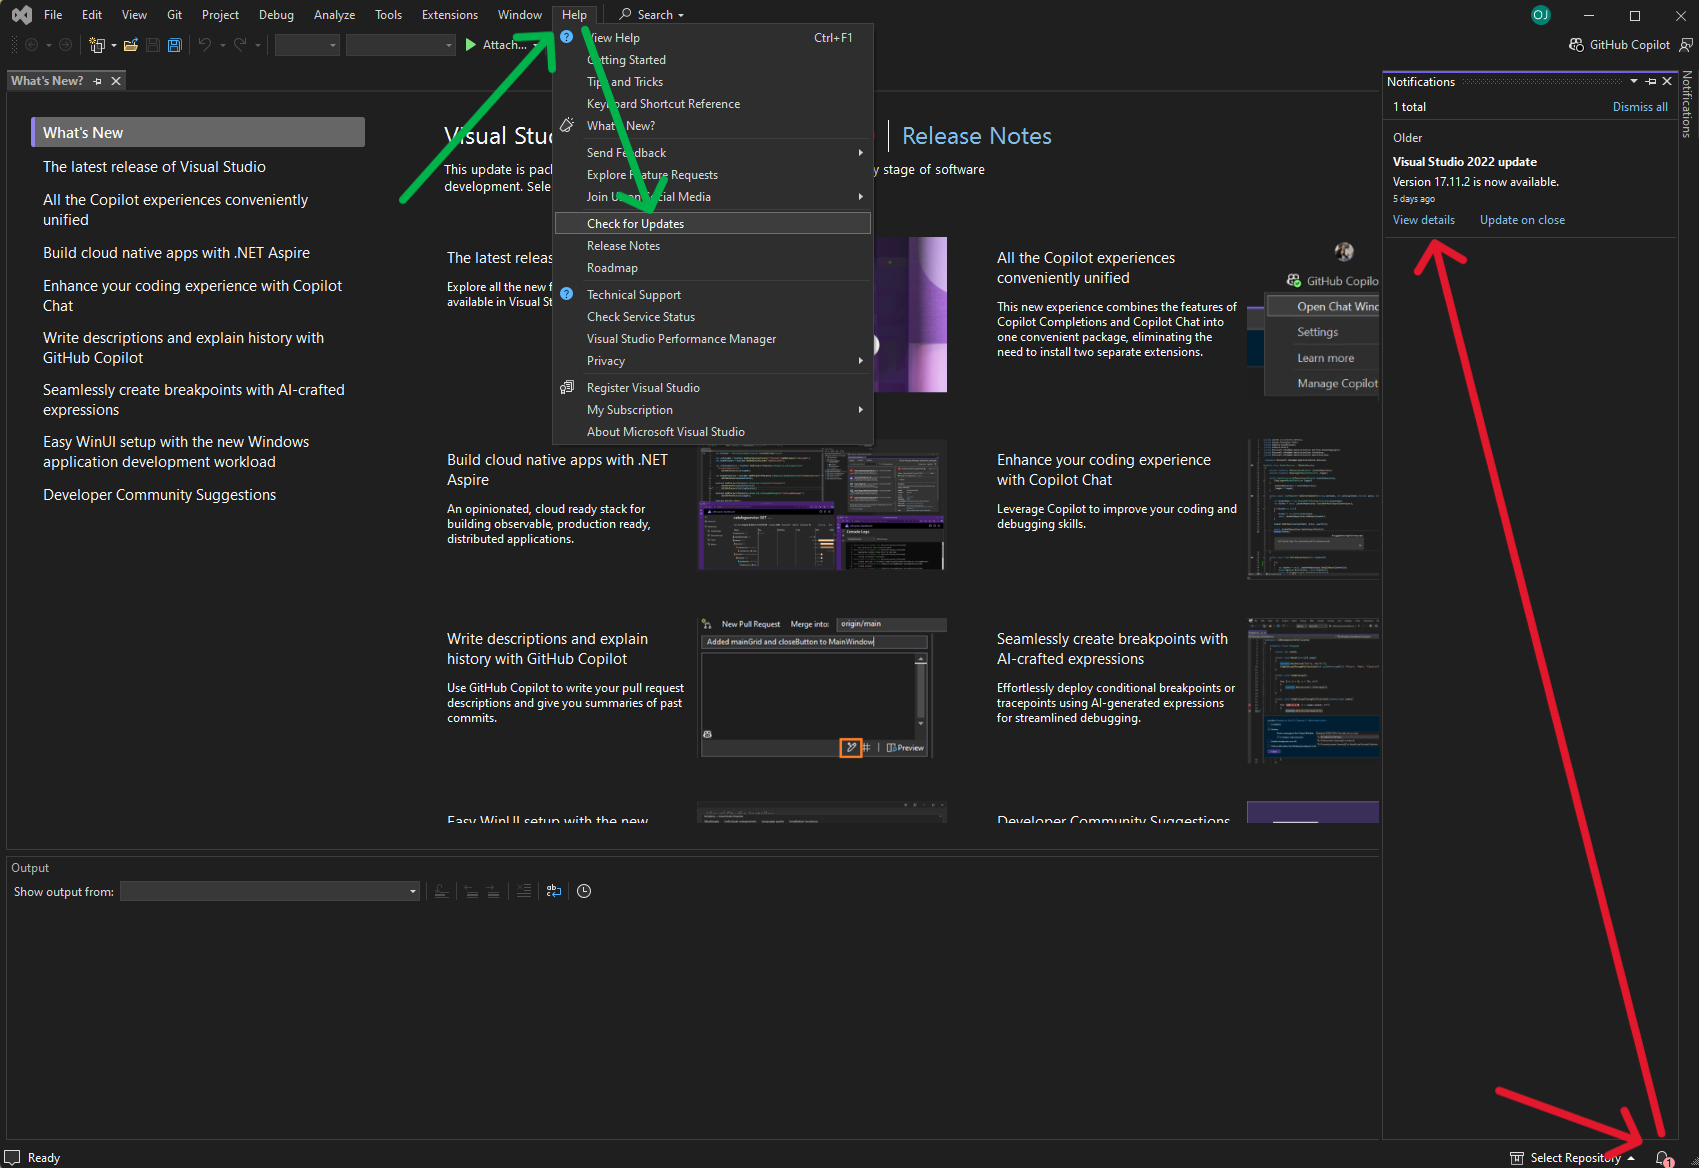 File Edit View Git Project Debug Analyze Tools Extensions Window Help Search
OJ
Attach...
GitHub Copilot
What's New?
View Help Ctrl+F1
Getting Started
Tips and Tricks
Keyboard Shortcut Reference
What's New?
Send Feedback
Explore Feature Requests
Join Us on Social Media
Check for Updates
Release Notes
Roadmap
Technical Support
Check Service Status
Visual Studio Performance Manager
Privacy
Register Visual Studio
My Subscription
About Microsoft Visual Studio
What's New
The latest release of Visual Studio
All the Copilot experiences conveniently
unified
Build cloud native apps with .NET Aspire
Enhance your coding experience with Copilot
Chat
Write descriptions and explain history with
GitHub Copilot
Seamlessly create breakpoints with AI-crafted
expressions
Easy WinUI setup with the new Windows
application development workload
Developer Community Suggestions
Visual Stu
Release Notes
This update is pac
y stage of software
development. Sele
The latest releas
Explore all the new f
available in Visual St
All the Copilot experiences
conveniently unified
This new experience combines the features of
Copilot Completions and Copilot Chat into
one convenient package, eliminating the
need to install two separate extensions.
GitHub Copilo
Open Chat Winc
Settings
Learn more
Manage Copilot
Build cloud native apps with .NET
Aspire
An opinionated, cloud ready stack for
building observable, production ready,
distributed applications.
Enhance your coding experience
with Copilot Chat
Leverage Copilot to improve your coding and
debugging skills.
Write descriptions and explain
history with GitHub Copilot
Use GitHub Copilot to write your pull request
descriptions and give you summaries of past
commits.
New Pull Request Merge into: origin/main
Added mainGrid and closeButton to MainWindow
Preview
Seamlessly create breakpoints with
AI-crafted expressions
Effortlessly deploy conditional breakpoints or
tracepoints using AI-generated expressions
for streamlined debugging.
Easy WinUI setup with the new
Developer Community Suggestions
Notifications
1 total Dismiss all
Older
Visual Studio 2022 update
Version 17.11.2 is now available.
5 days ago
View details Update on close
Notifications
Output
Show output from:
Ready
Select Repository
1